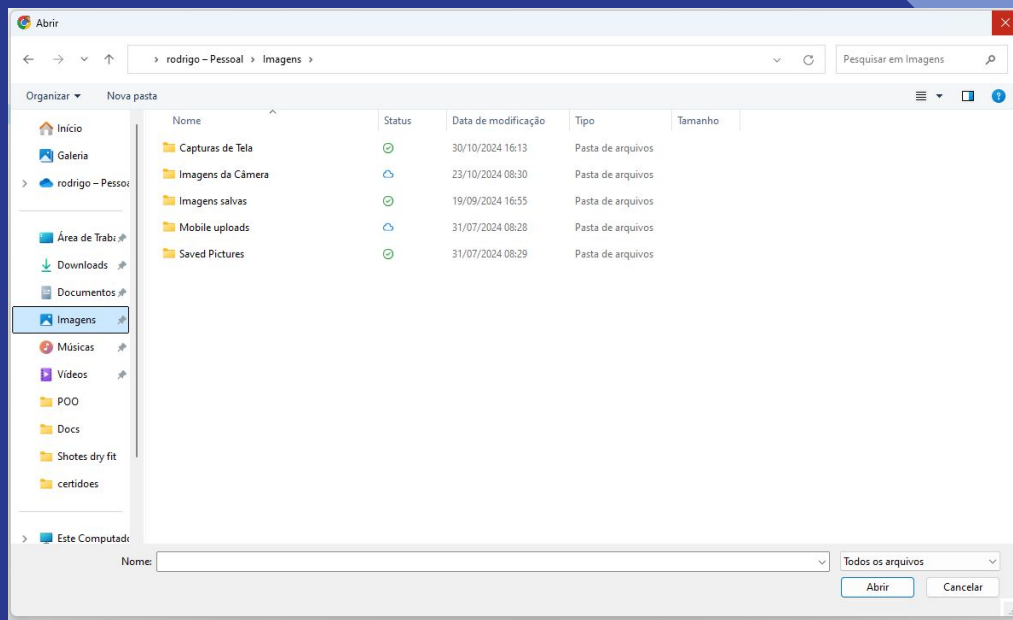 Abrir
rodrigo – Pessoal > Imagens >
Pesquisar em Imagens
Organizar
Nova pasta
Início
Galeria
rodrigo – Pessoa
Área de Traba
Downloads
Documentos
Imagens
Músicas
Vídeos
POO
Docs
Shotes dry fit
certidoes
Este Computado
Nome Status Data de modificação Tipo Tamanho
Capturas de Tela 30/10/2024 16:13 Pasta de arquivos
Imagens da Câmera 23/10/2024 08:30 Pasta de arquivos
Imagens salvas 19/09/2024 16:55 Pasta de arquivos
Mobile uploads 31/07/2024 08:28 Pasta de arquivos
Saved Pictures 31/07/2024 08:29 Pasta de arquivos
Nome:
Todos os arquivos
Abrir
Cancelar